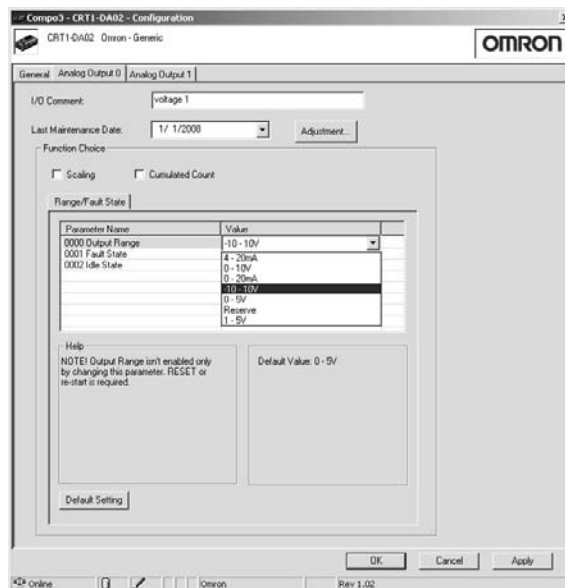 Compo3 - CRT1-DA02 - Configuration
CRT1-DA02 Omron - Generic
OMRON
General
Analog Output 0
Analog Output 1
I/O Comment:
voltage 1
Last Maintenance Date:
1/ 1/2008
Adjustment...
Function Choice
Scaling
Cumulated Count
Range/Fault State
Parameter Name
Value
0000 Output Range
-10 - 10V
0001 Fault State
0002 Idle State
4 - 20mA
0 - 10V
0 - 20mA
-10 - 10V
0 - 5V
Reserve
1 - 5V
Help
NOTE! Output Range isn't enabled only
by changing this parameter. RESET or
re-start is required.
Default Value: 0 - 5V
Default Setting
OK
Cancel
Apply
Online
Omron
Rev 1.02